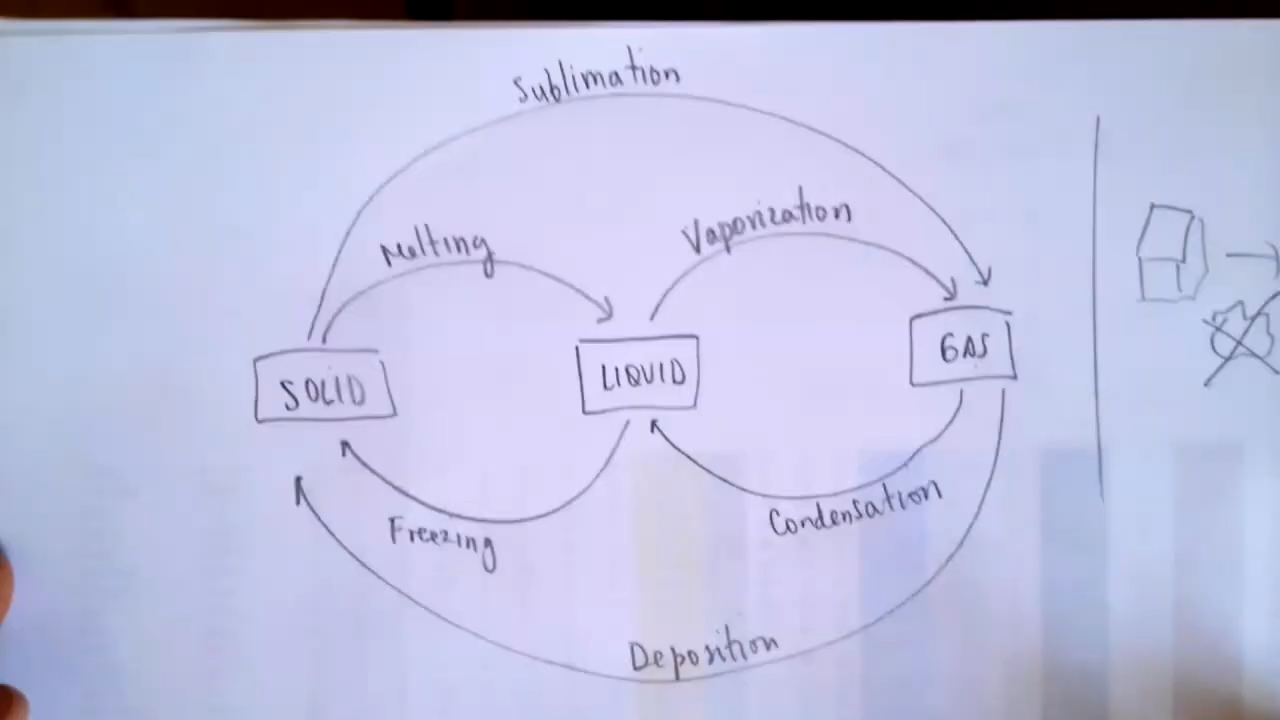 Sublimation
Melting
Vaporization
SOLID
LIQUID
GAS
Freezing
Condensation
Deposition